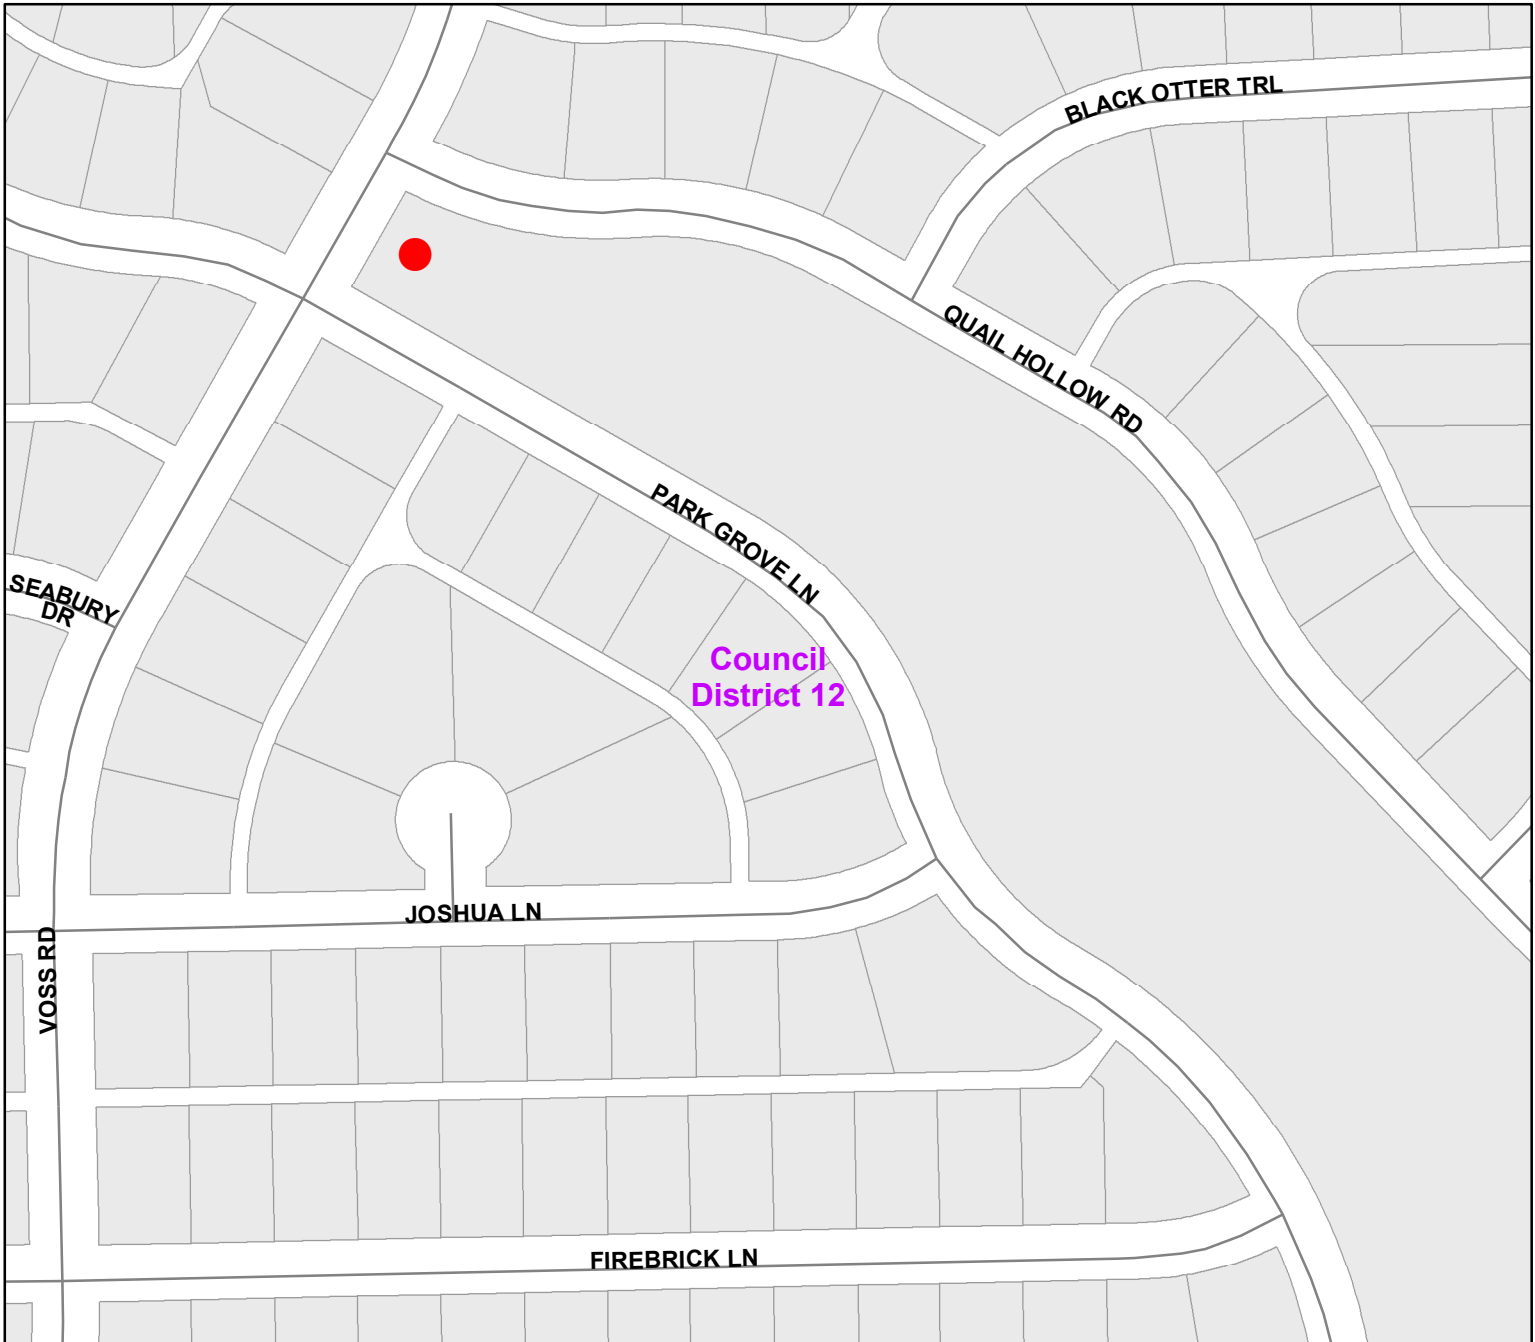 BLACK OTTER TRL
QUAIL HOLLOW RD
PARK GROVE LN
SEABURY
DR
Council
District 12
JOSHUA LN
VOSS RD
FIREBRICK LN